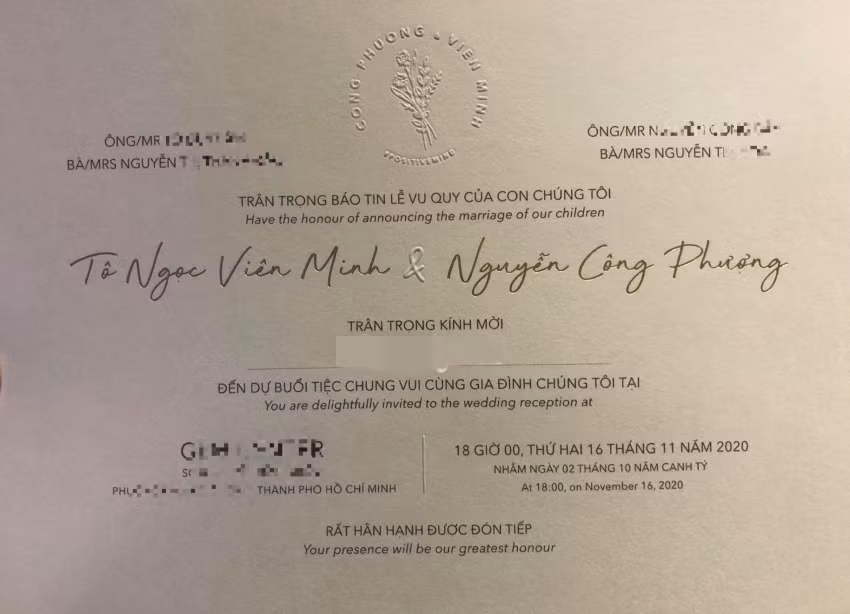 CÔNG PHƯỢNG • VIÊN MINH
#POSITIVEMIND
ÔNG/MR
BÀ/MRS NGUYỄN
ÔNG/MR
BÀ/MRS NGUYỄN
TRÂN TRỌNG BÁO TIN LỄ VU QUY CỦA CON CHÚNG TÔI
Have the honour of announcing the marriage of our children
Tô Ngọc Viên Minh & Nguyễn Công Phượng
TRÂN TRỌNG KÍNH MỜI
ĐẾN DỰ BUỔI TIỆC CHUNG VUI CÙNG GIA ĐÌNH CHÚNG TÔI TẠI
You are delightfully invited to the wedding reception at
THÀNH PHỐ HỒ CHÍ MINH
18 GIỜ 00, THỨ HAI 16 THÁNG 11 NĂM 2020
NHẰM NGÀY 02 THÁNG 10 NĂM CANH TÝ
At 18:00, on November 16, 2020
RẤT HÂN HẠNH ĐƯỢC ĐÓN TIẾP
Your presence will be our greatest honour